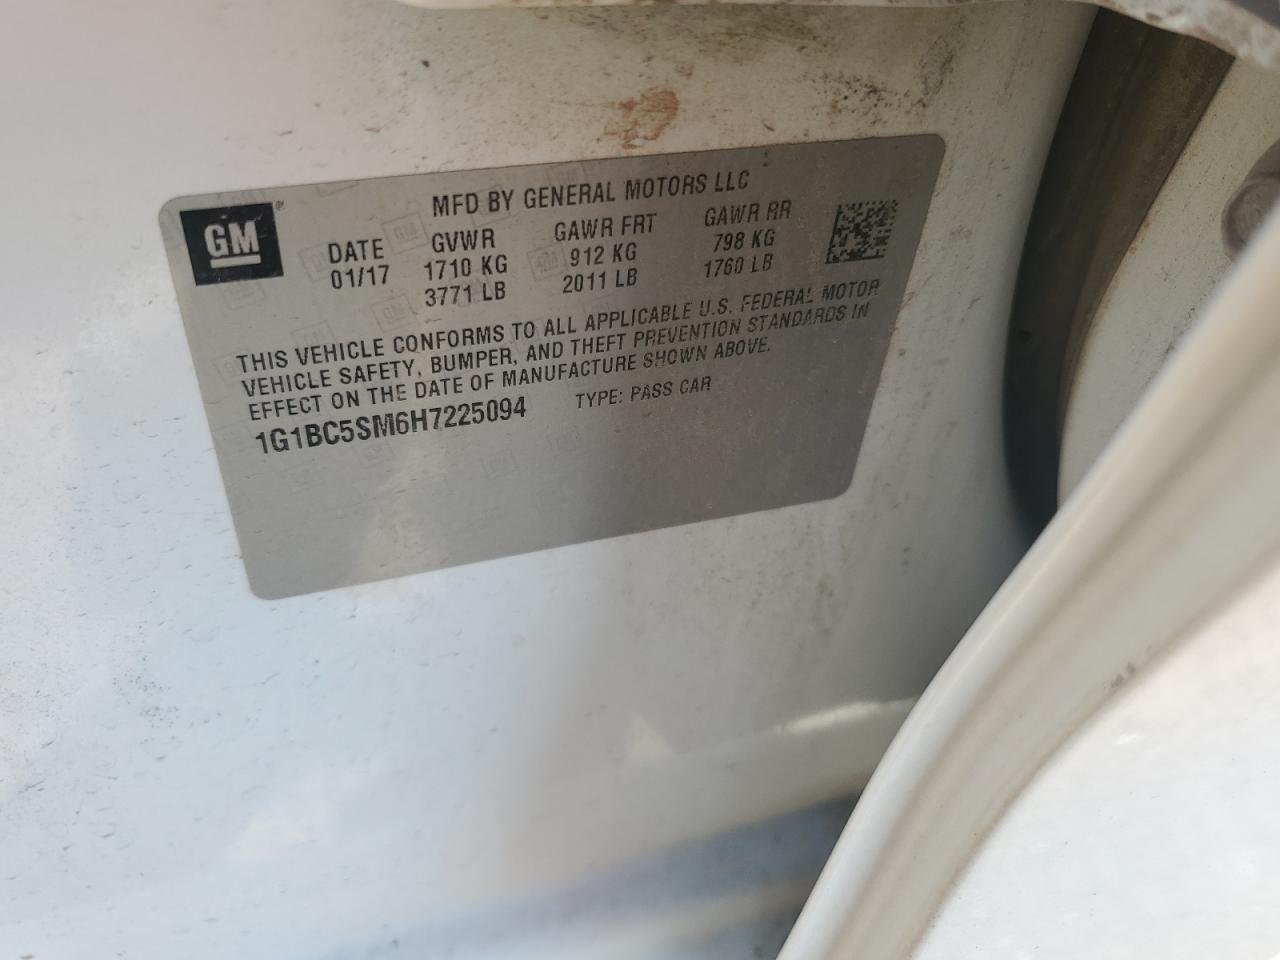 MFD BY GENERAL MOTORS LLC
GM
DATE GVWR GAWR FRT GAWR RR
01/17 1710 KG 912 KG 798 KG
3771 LB 2011 LB 1760 LB
THIS VEHICLE CONFORMS TO ALL APPLICABLE U.S. FEDERAL MOTOR
VEHICLE SAFETY, BUMPER, AND THEFT PREVENTION STANDARDS IN
EFFECT ON THE DATE OF MANUFACTURE SHOWN ABOVE.
1G1BC5SM6H7225094 TYPE: PASS CAR